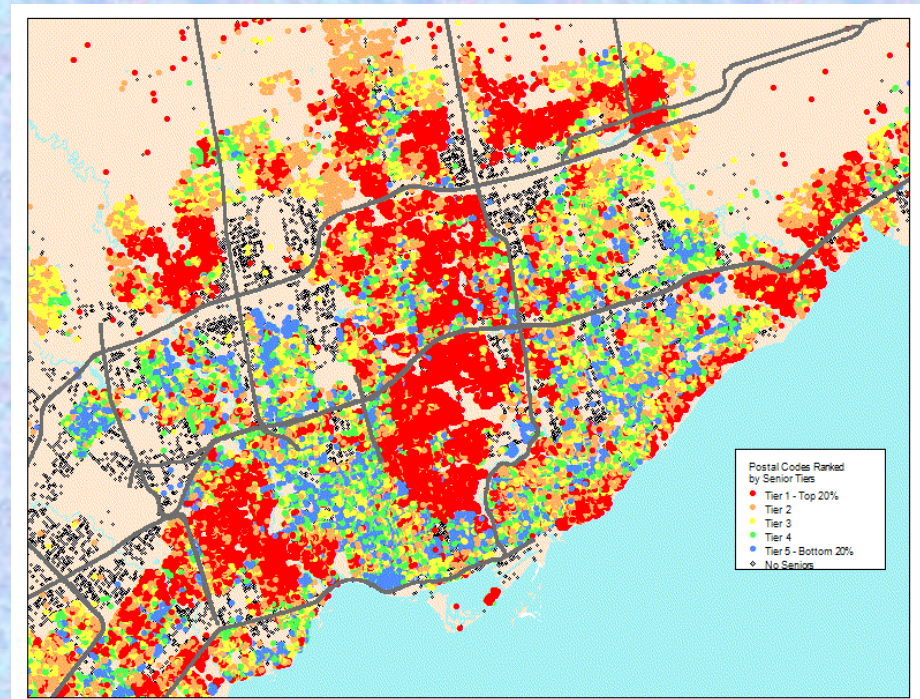 Postal Codes Ranked
by Senior Tiers
Tier 1 - Top 20%
Tier 2
Tier 3
Tier 4
Tier 5 - Bottom 20%
No Seniors